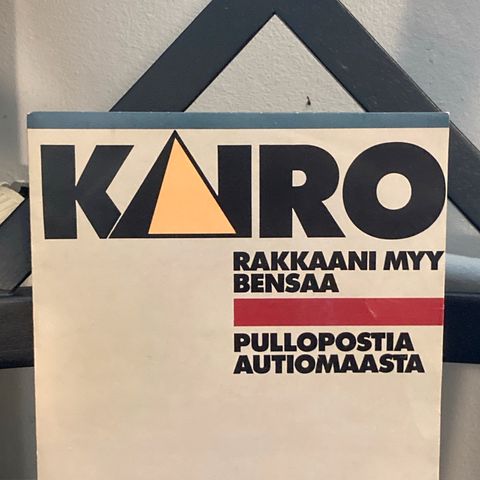 KAIRO
RAKKAANI MYY
BENSAA
PULLOPOSTIA
AUTIOMAASTA